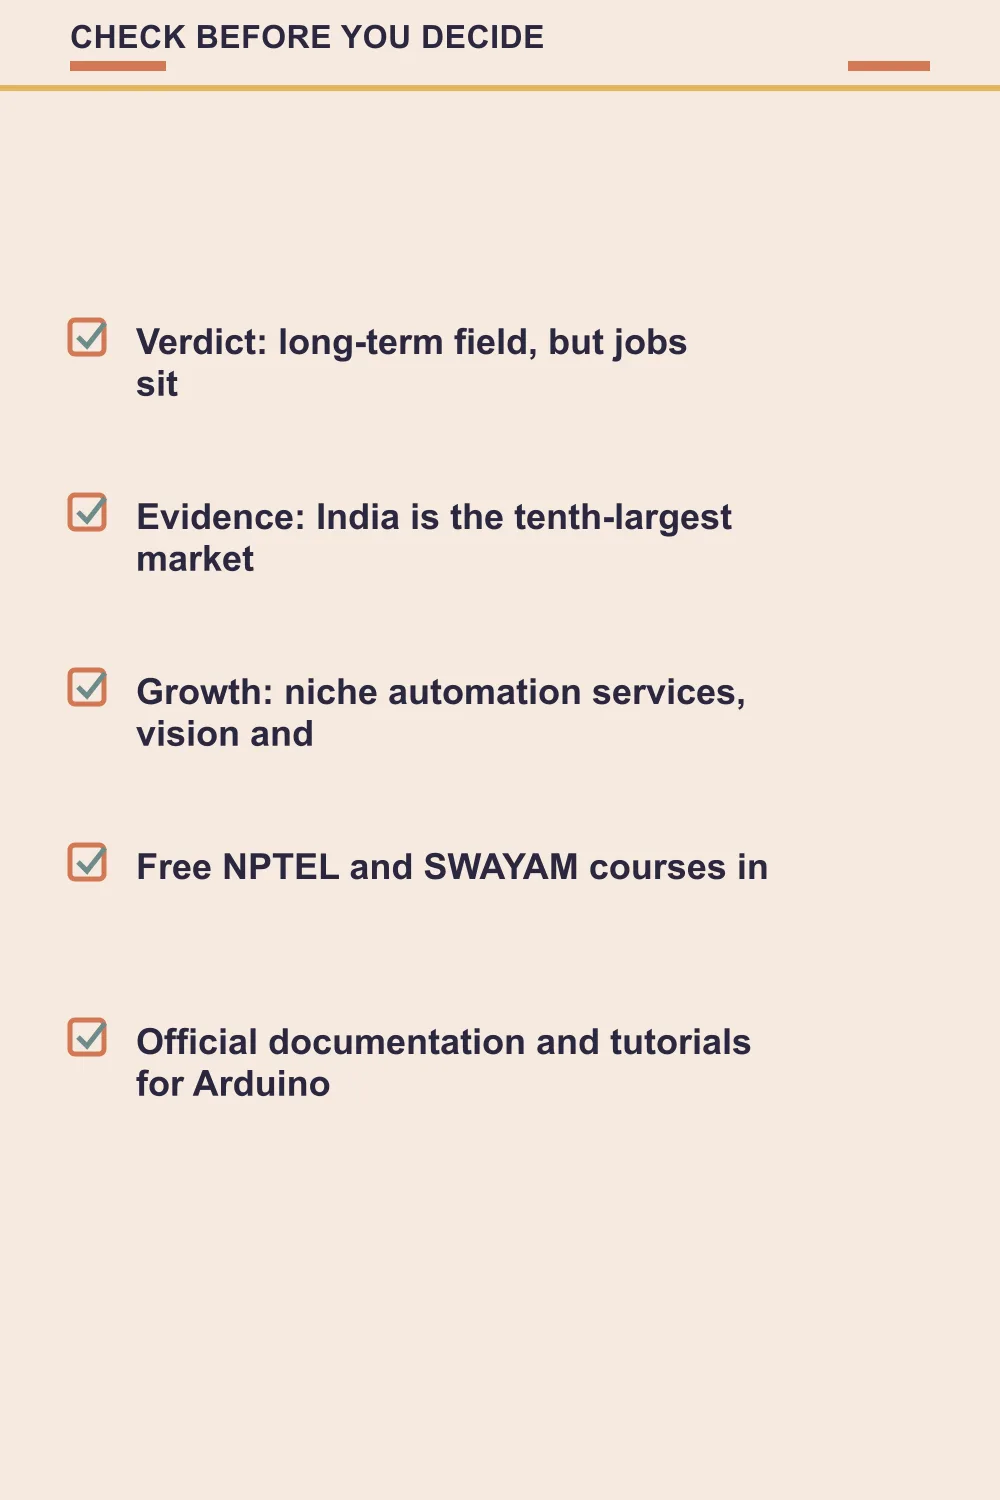 CHECK BEFORE YOU DECIDE
Verdict: long-term field, but jobs
sit
Evidence: India is the tenth-largest
market
Growth: niche automation services,
vision and
Free NPTEL and SWAYAM courses in
Official documentation and tutorials
for Arduino